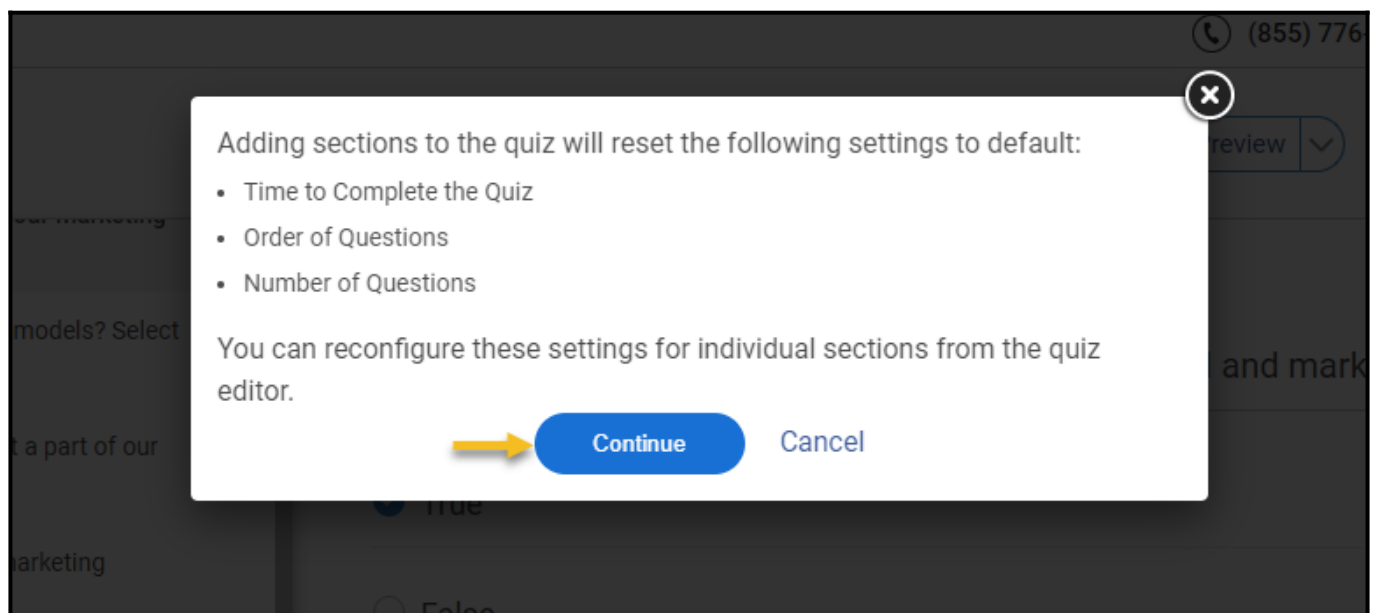 (855) 776-
Adding sections to the quiz will reset the following settings to default:
• Time to Complete the Quiz
• Order of Questions
• Number of Questions
You can reconfigure these settings for individual sections from the quiz
editor.
Continue
Cancel
review
our marketing
models? Select
and mark
t a part of our
True
arketing
False